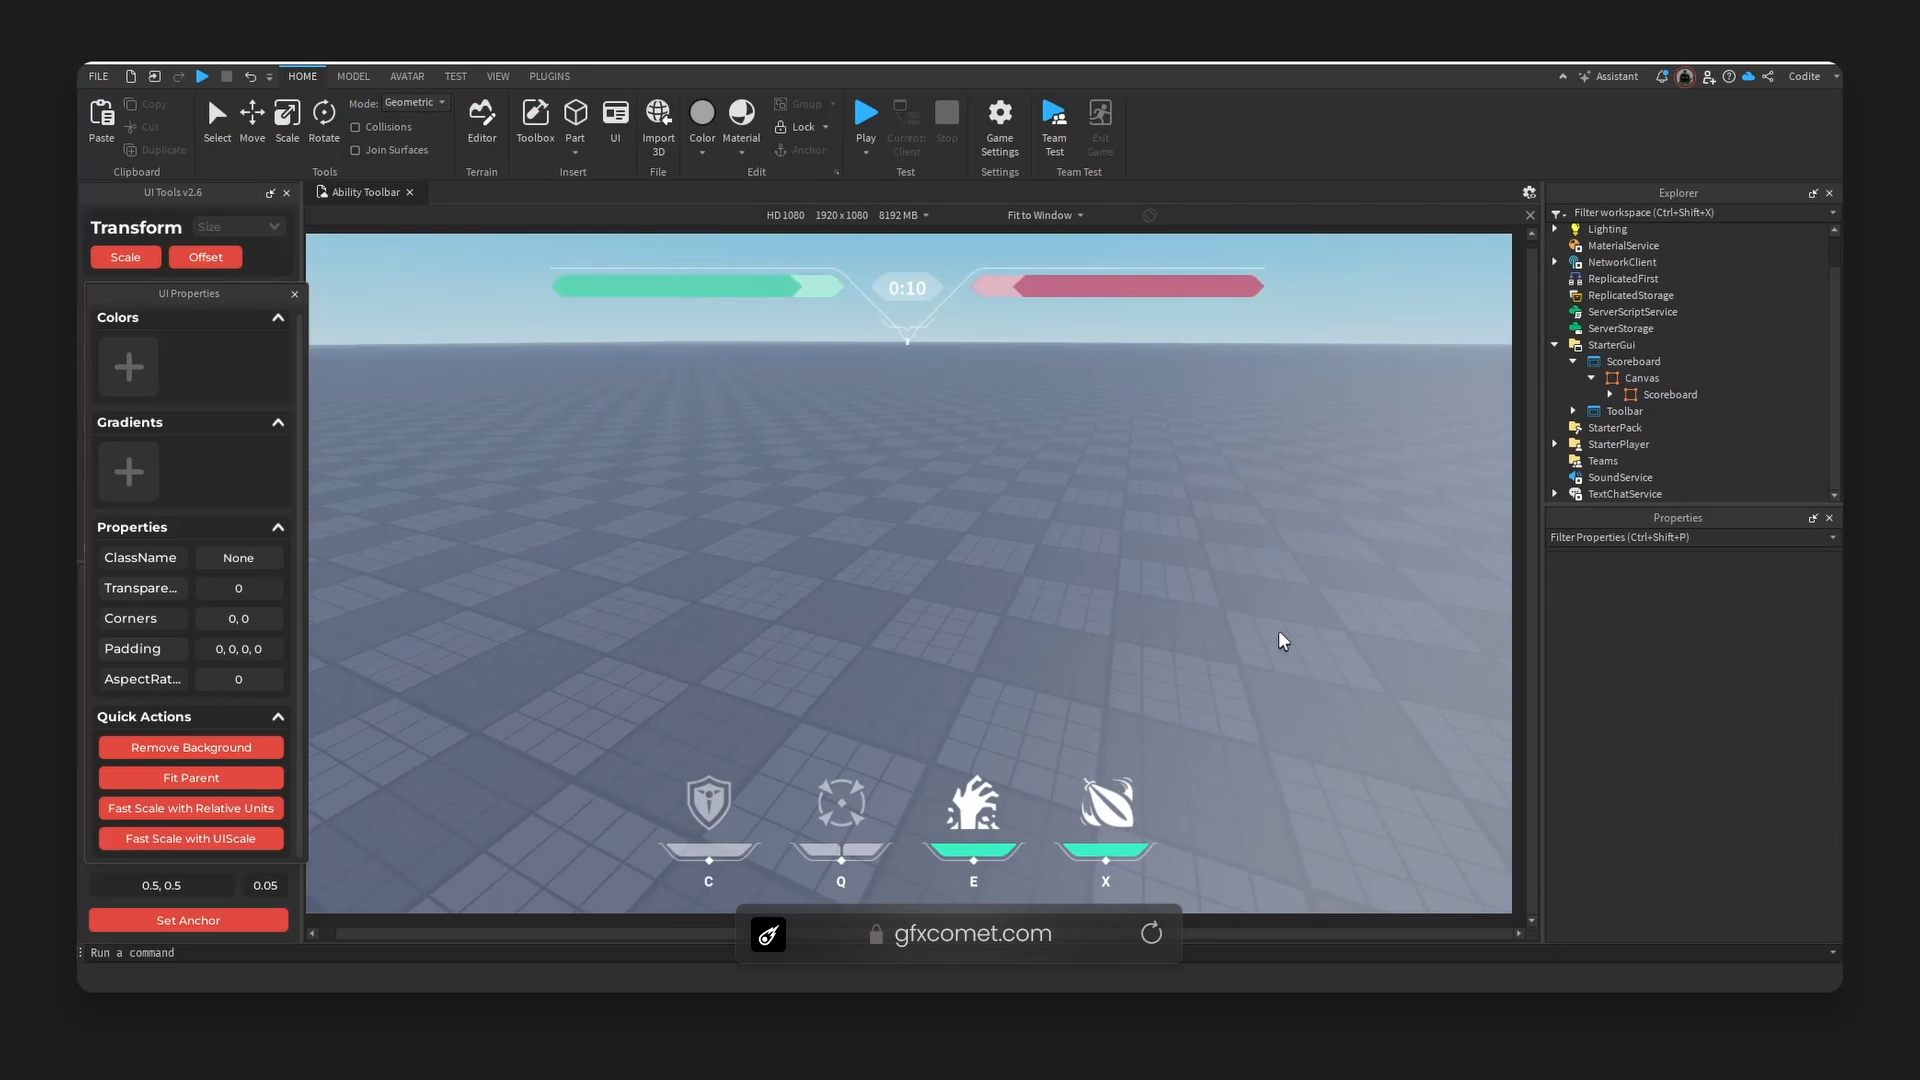 FILE
HOME
MODEL
AVATAR
TEST
VIEW
PLUGINS
Assistant
Codite
Paste
Copy
Cut
Duplicate
Clipboard
Select
Move
Scale
Rotate
Mode:
Geometric
Collisions
Join Surfaces
Tools
Editor
Terrain
Toolbox
Part
UI
Insert
Import
3D
File
Color
Material
Group
Lock
Anchor
Edit
Play
Current:
Client
Stop
Test
Game
Settings
Settings
Team
Test
Exit
Game
Team Test
UI Tools v2.6
Transform
Size
Scale
Offset
UI Properties
Colors
Gradients
Properties
ClassName
None
Transpare...
0
Corners
0, 0
Padding
0, 0, 0, 0
AspectRat...
0
Quick Actions
Remove Background
Fit Parent
Fast Scale with Relative Units
Fast Scale with UIScale
0.5, 0.5
0.05
Set Anchor
Ability Toolbar
HD 1080
1920 x 1080
8192 MB
Fit to Window
0:10
C
Q
E
X
Explorer
Filter workspace (Ctrl+Shift+X)
Lighting
MaterialService
NetworkClient
ReplicatedFirst
ReplicatedStorage
ServerScriptService
ServerStorage
StarterGui
Scoreboard
Canvas
Scoreboard
Toolbar
StarterPack
StarterPlayer
Teams
SoundService
TextChatService
Properties
Filter Properties (Ctrl+Shift+P)
gfxcomet.com
Run a command